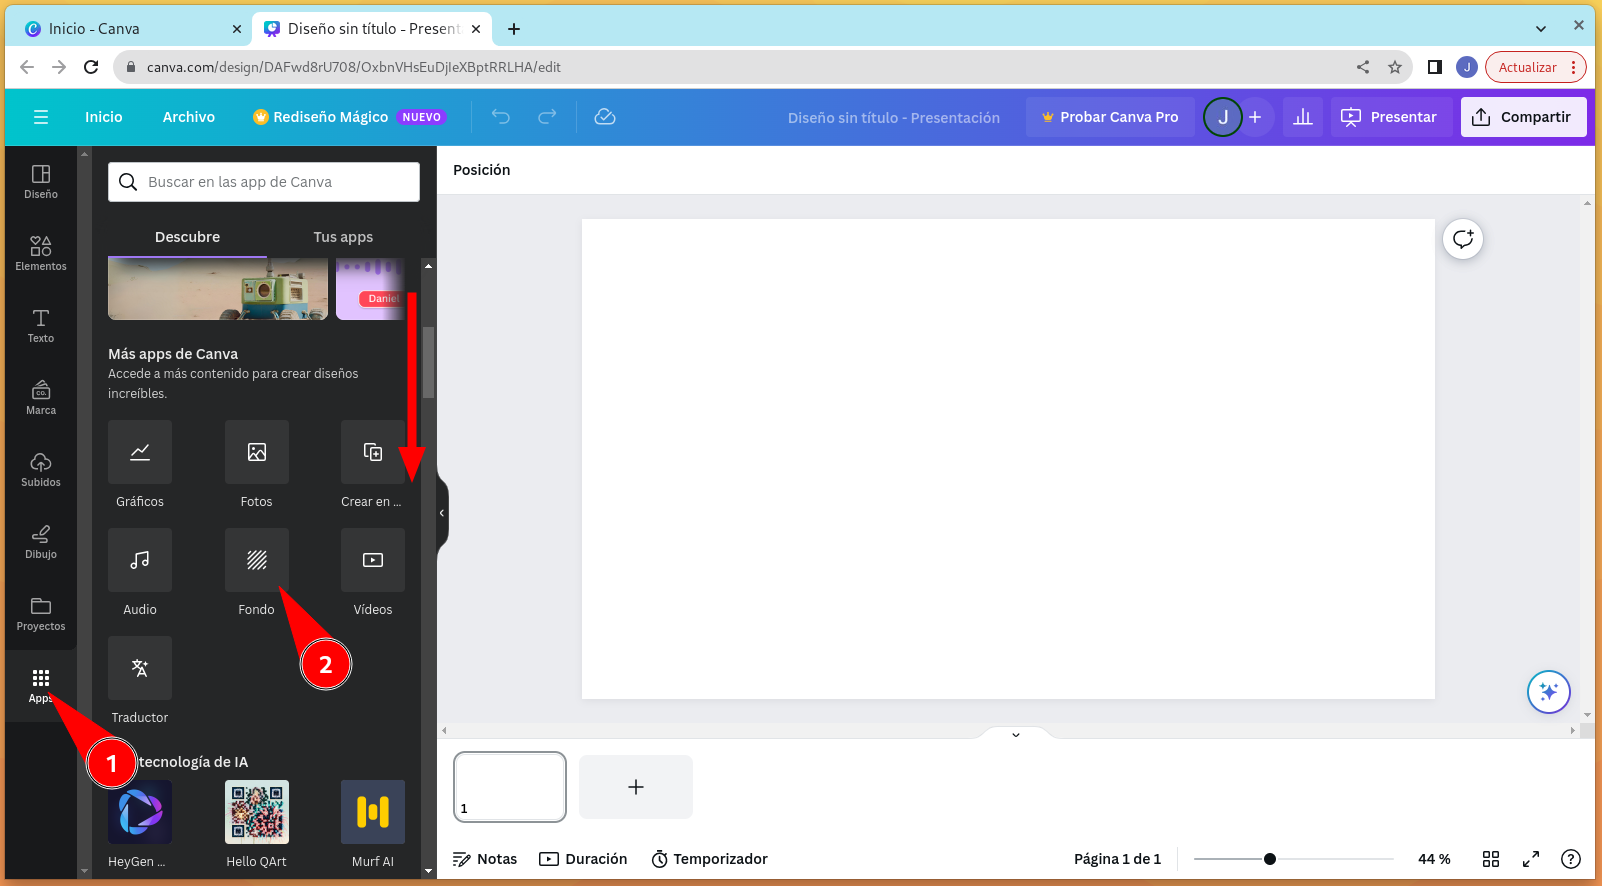 Inicio - Canva
Diseño sin título - Present
canva.com/design/DAFwd8rU708/OxbnVHsEuDjIeXBptRRLHA/edit
J
Actualizar
Inicio
Archivo
Rediseño Mágico
NUEVO
Diseño sin título - Presentación
Probar Canva Pro
J
Presentar
Compartir
Diseño
Elementos
Texto
CO.
Marca
Subidos
Dibujo
Proyectos
Apps
1
Buscar en las app de Canva
Descubre
Tus apps
Daniel
Más apps de Canva
Accede a más contenido para crear diseños
increíbles.
Gráficos
Fotos
Crear en ...
Audio
Fondo
Vídeos
2
Traductor
tecnología de IA
HeyGen ...
Hello QArt
Murf AI
Posición
1
Notas
Duración
Temporizador
Página 1 de 1
44 %